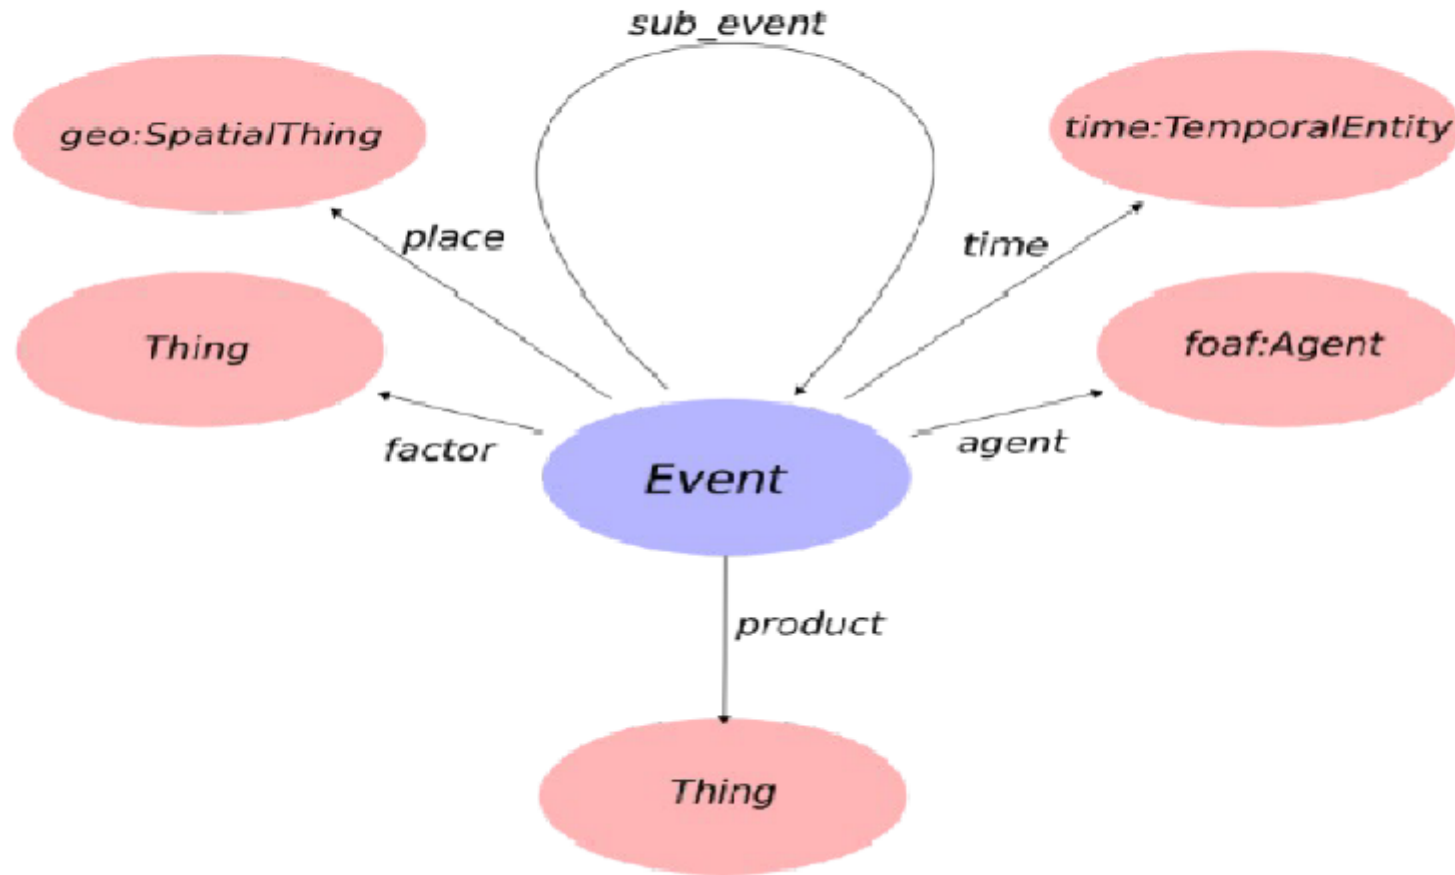 sub_event
geo:SpatialThing
time:TemporalEntity
place
time
Thing
foaf:Agent
factor
agent
Event
product
Thing